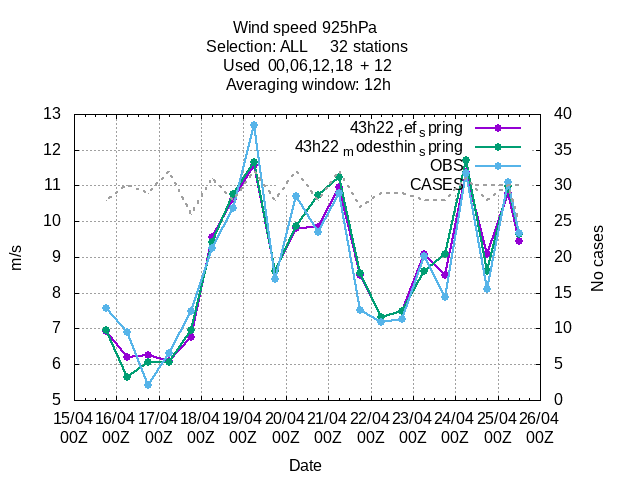 Wind speed 925hPa
Selection: ALL 32 stations
Used 00,06,12,18 + 12
Averaging window: 12h
43h22 ref spring
43h22 modesthin spring
OBS
CASES
13
12
11
10
9
8
7
6
5
40
35
30
25
20
15
10
5
0
m/s
No cases
15/04 16/04 17/04 18/04 19/04 20/04 21/04 22/04 23/04 24/04 25/04 26/04
00Z 00Z 00Z 00Z 00Z 00Z 00Z 00Z 00Z 00Z 00Z 00Z
Date